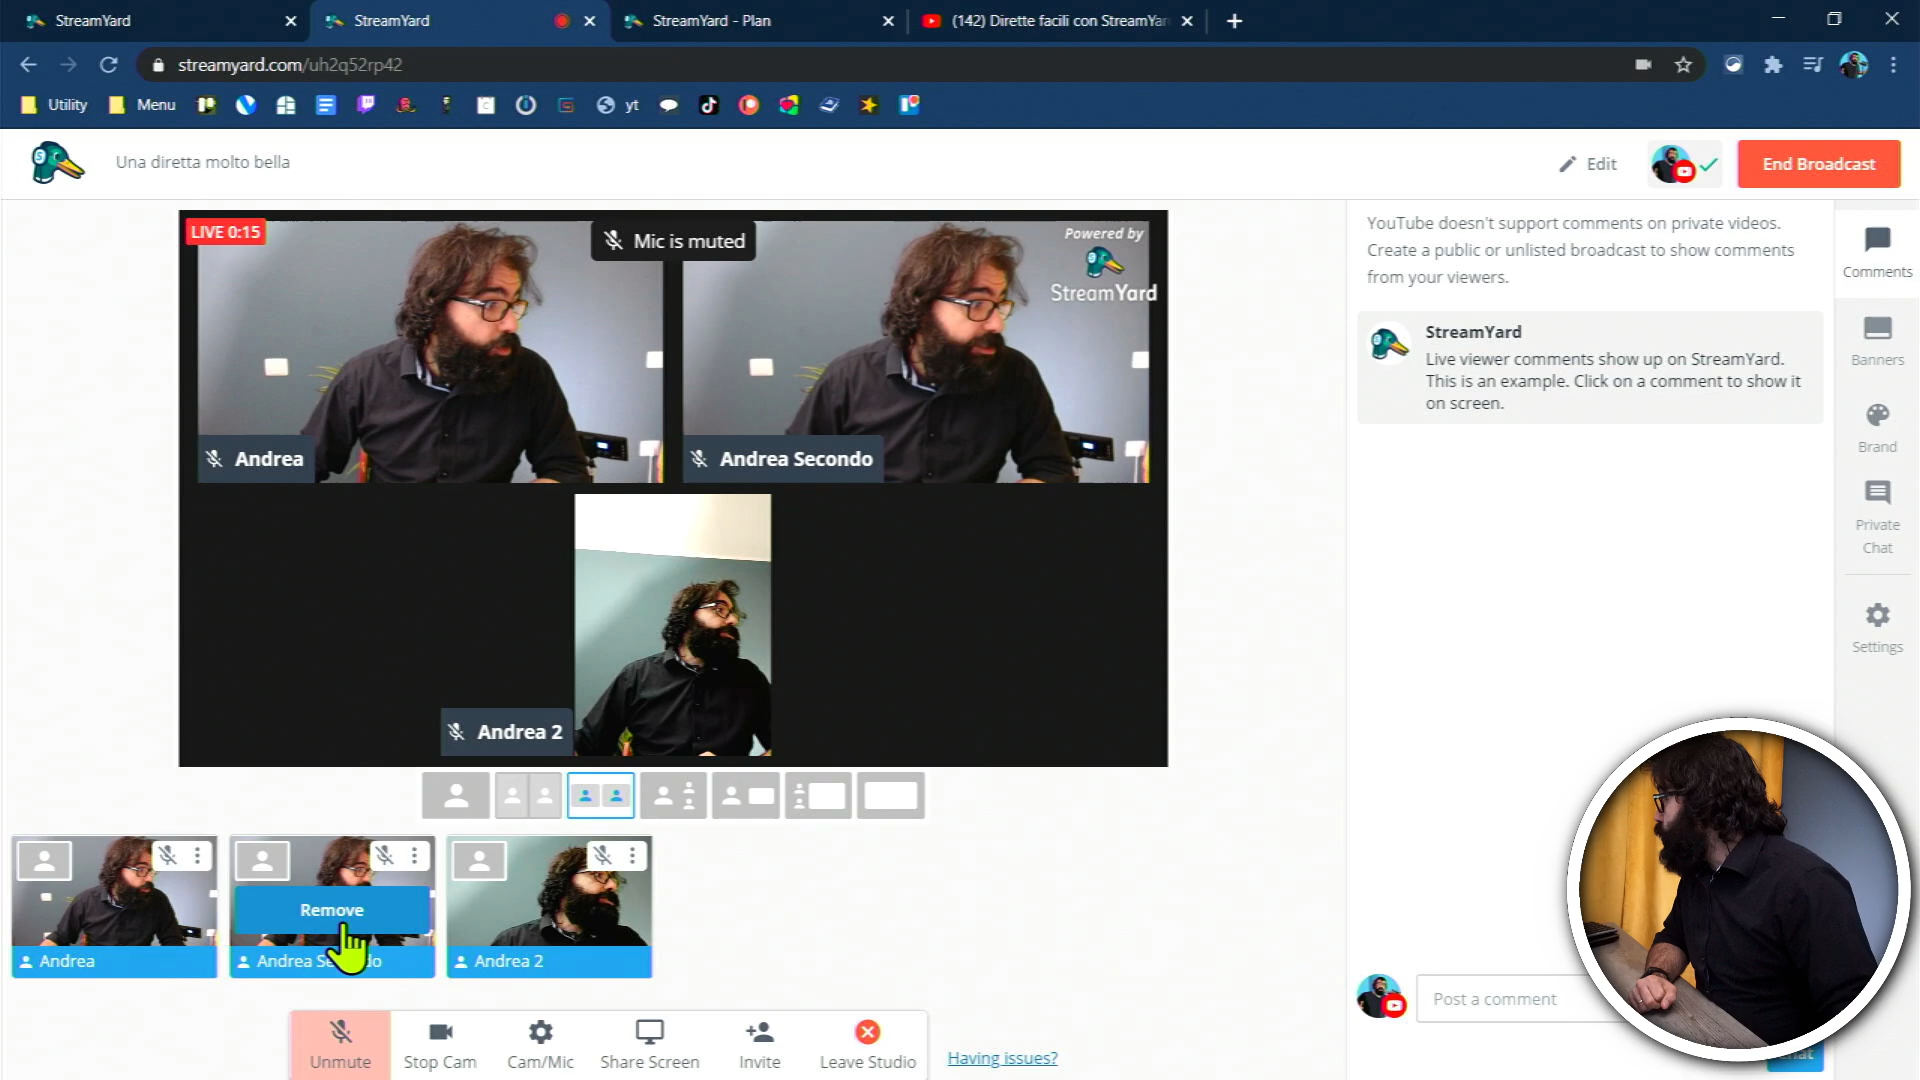 StreamYard
StreamYard
StreamYard - Plan
(142) Dirette facili con StreamYar
streamyard.com/uh2q52rp42
Utility
Menu
yt
Una diretta molto bella
Edit
End Broadcast
LIVE 0:15
Mic is muted
Powered by
StreamYard
Andrea
Andrea Secondo
Andrea 2
YouTube doesn't support comments on private videos.
Create a public or unlisted broadcast to show comments
from your viewers.
StreamYard
Live viewer comments show up on StreamYard.
This is an example. Click on a comment to show it
on screen.
Comments
Banners
Brand
Private
Chat
Settings
Remove
Andrea
Andrea Se do
Andrea 2
Post a comment
Unmute
Stop Cam
Cam/Mic
Share Screen
Invite
Leave Studio
Having issues?